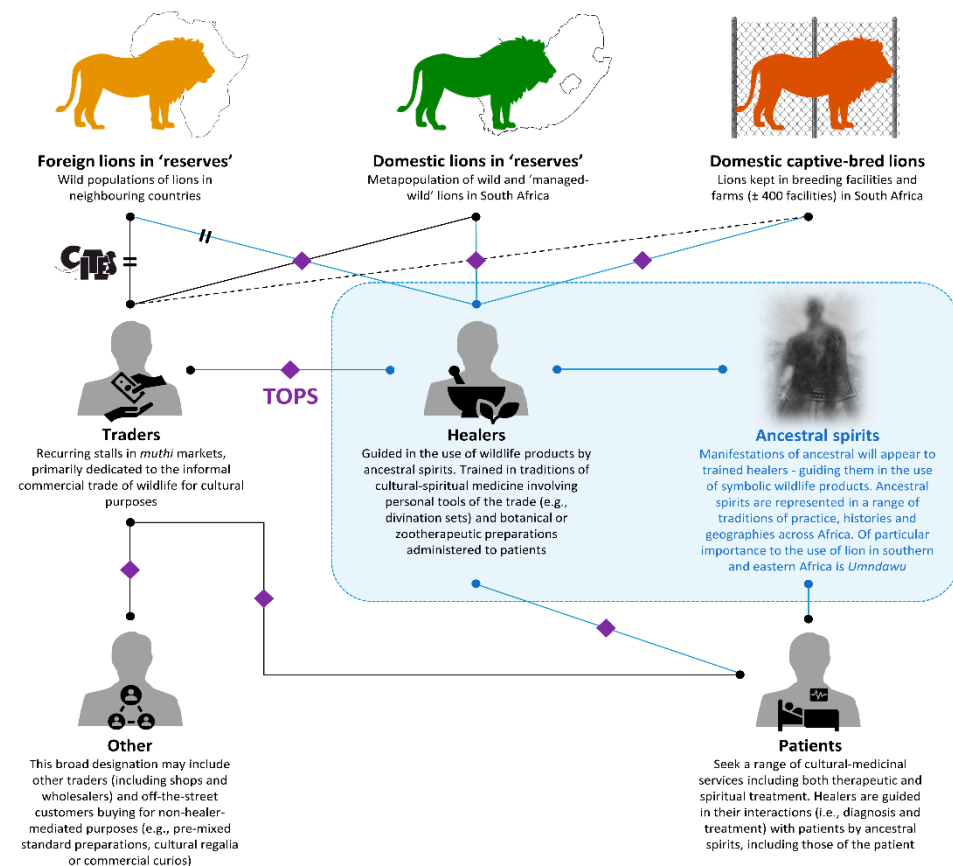 Foreign lions in ‘reserves’
Wild populations of lions in
neighbouring countries
Domestic lions in ‘reserves’
Metapopulation of wild and ‘managed-
wild’ lions in South Africa
Domestic captive-bred lions
Lions kept in breeding facilities and
farms (± 400 facilities) in South Africa
CITES
TOPS
Traders
Recurring stalls in muthi markets,
primarily dedicated to the informal
commercial trade of wildlife for cultural
purposes
Healers
Guided in the use of wildlife products by
ancestral spirits. Trained in traditions of
cultural-spiritual medicine involving
personal tools of the trade (e.g.,
divination sets) and botanical or
zootherapeutic preparations
administered to patients
Ancestral spirits
Manifestations of ancestral will appear to
trained healers - guiding them in the use
of symbolic wildlife products. Ancestral
spirits are represented in a range of
traditions of practice, histories and
geographies across Africa. Of particular
importance to the use of lion in southern
and eastern Africa is Umndawu
Other
This broad designation may include
other traders (including shops and
wholesalers) and off-the-street
customers buying for non-healer-
mediated purposes (e.g., pre-mixed
standard preparations, cultural regalia
or commercial curios)
Patients
Seek a range of cultural-medicinal
services including both therapeutic and
spiritual treatment. Healers are guided
in their interactions (i.e., diagnosis and
treatment) with patients by ancestral
spirits, including those of the patient